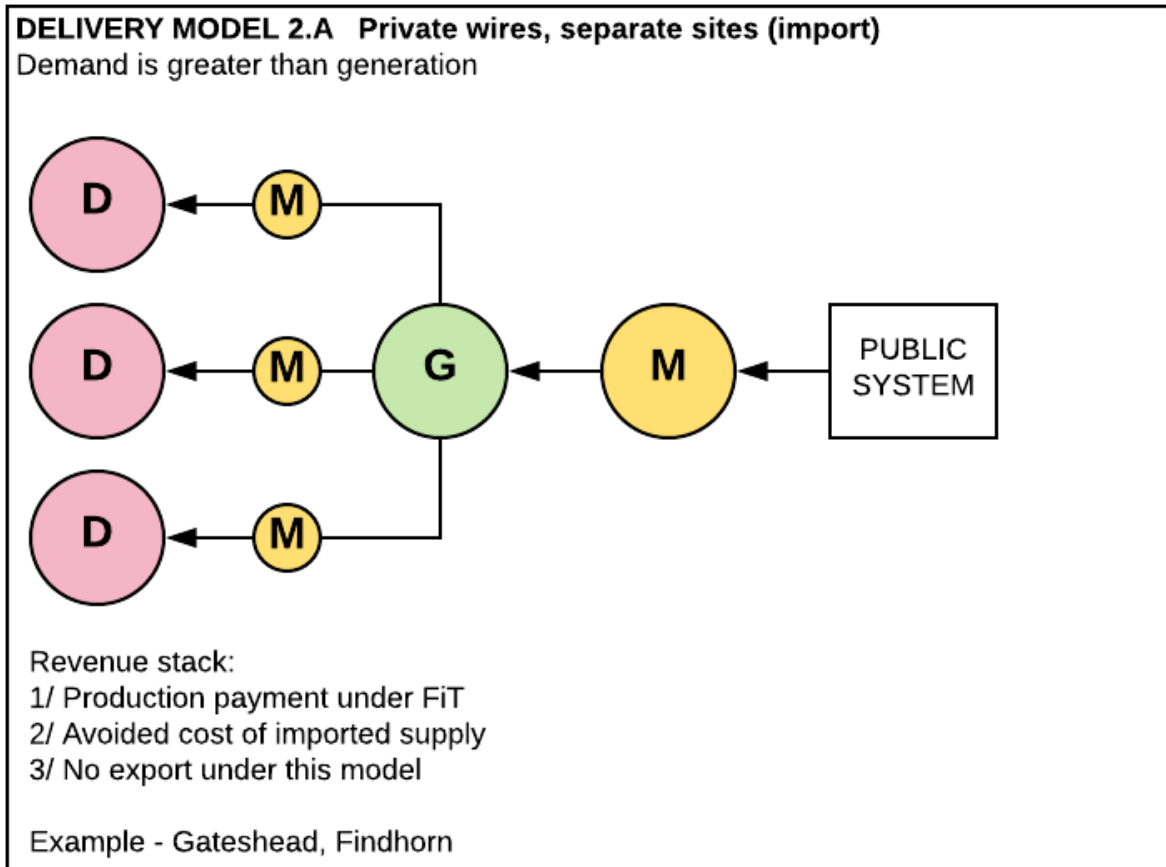 DELIVERY MODEL 2.A Private wires, separate sites (import)
Demand is greater than generation
D
M
D
M
G
M
PUBLIC
SYSTEM
D
M
Revenue stack:
1/ Production payment under FiT
2/ Avoided cost of imported supply
3/ No export under this model
Example - Gateshead, Findhorn